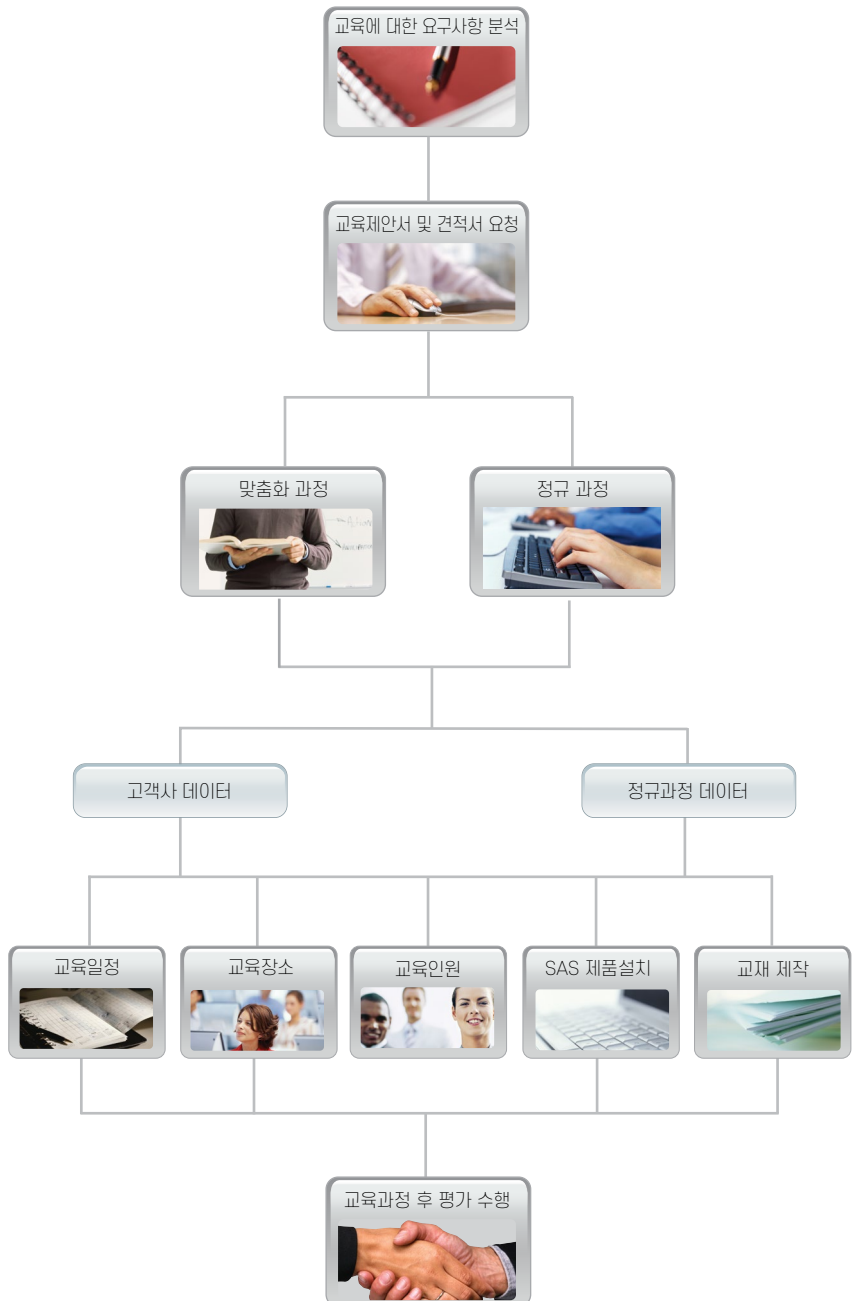 교육에 대한 요구사항 분석
교육제안서 및 견적서 요청
맞춤화 과정
정규 과정
고객사 데이터
정규과정 데이터
교육일정
교육장소
교육인원
SAS 제품설치
교재 제작
교육과정 후 평가 수행